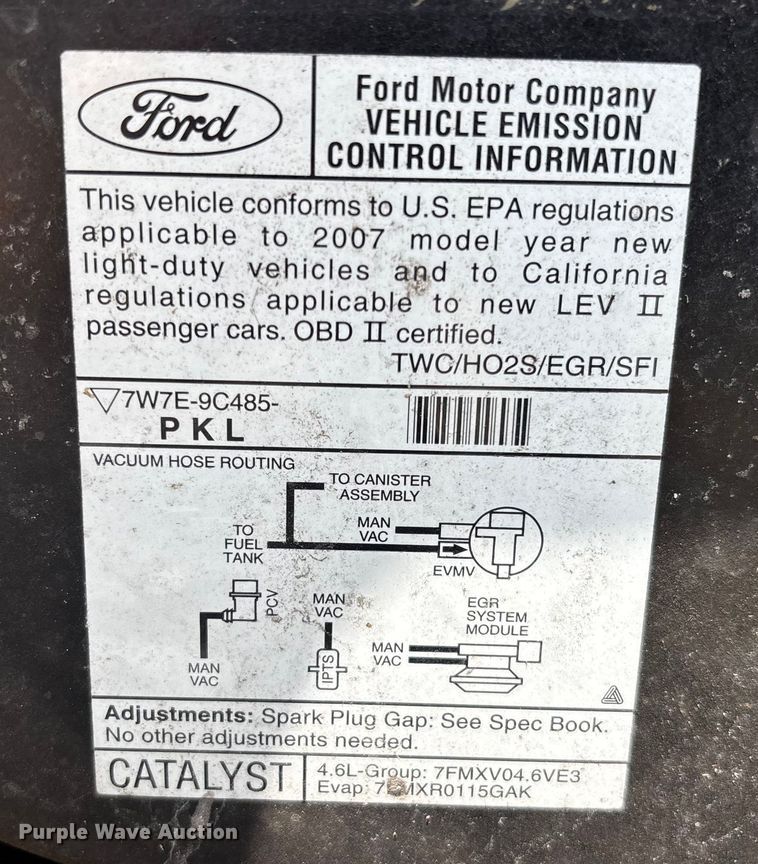 Ford
Ford Motor Company
VEHICLE EMISSION
CONTROL INFORMATION
This vehicle conforms to U.S. EPA regulations
applicable to 2007 model year new
light-duty vehicles and to California
regulations applicable to new LEV II
passenger cars. OBD II certified.
TWC/HO2S/EGR/SFI
7W7E-9C485-
PKL
VACUUM HOSE ROUTING
TO CANISTER
ASSEMBLY
TO
FUEL
TANK
MAN
VAC
EVMV
PCV
MAN
VAC
MAN
VAC
IPTS
EGR
SYSTEM
MODULE
MAN
VAC
Adjustments: Spark Plug Gap: See Spec Book.
No other adjustments needed.
CATALYST
4.6L-Group: 7FMXV04.6VE3
Evap: 7FMXR0115GAK
Purple Wave Auction